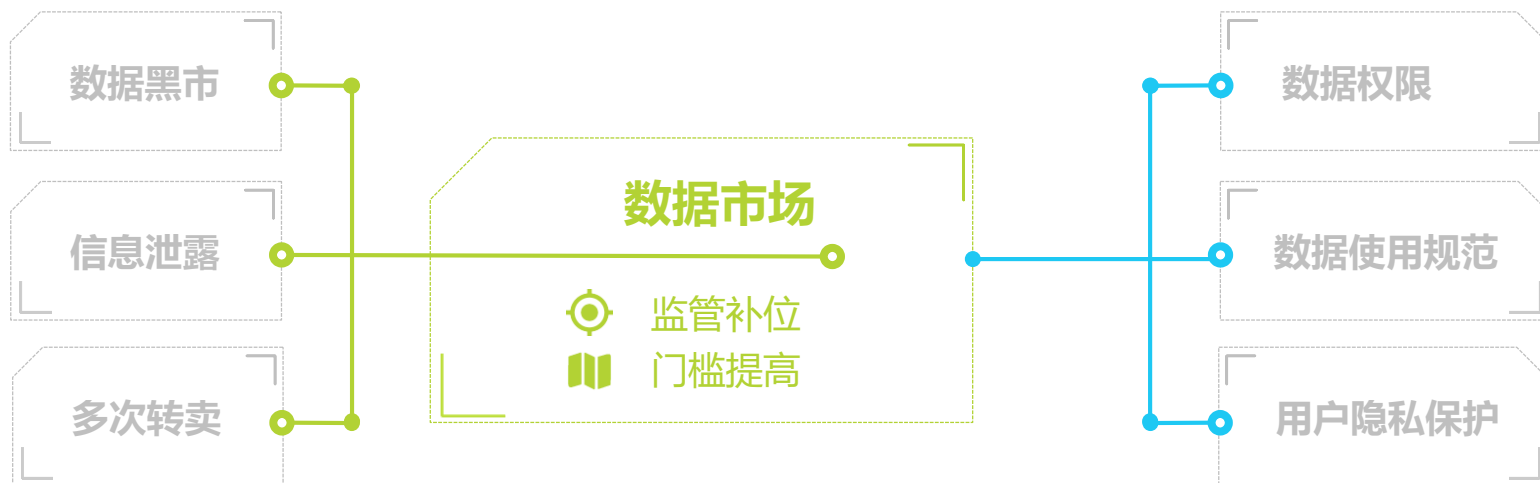 数据黑市
信息泄露
多次转卖
数据市场
监管补位
门槛提高
数据权限
数据使用规范
用户隐私保护